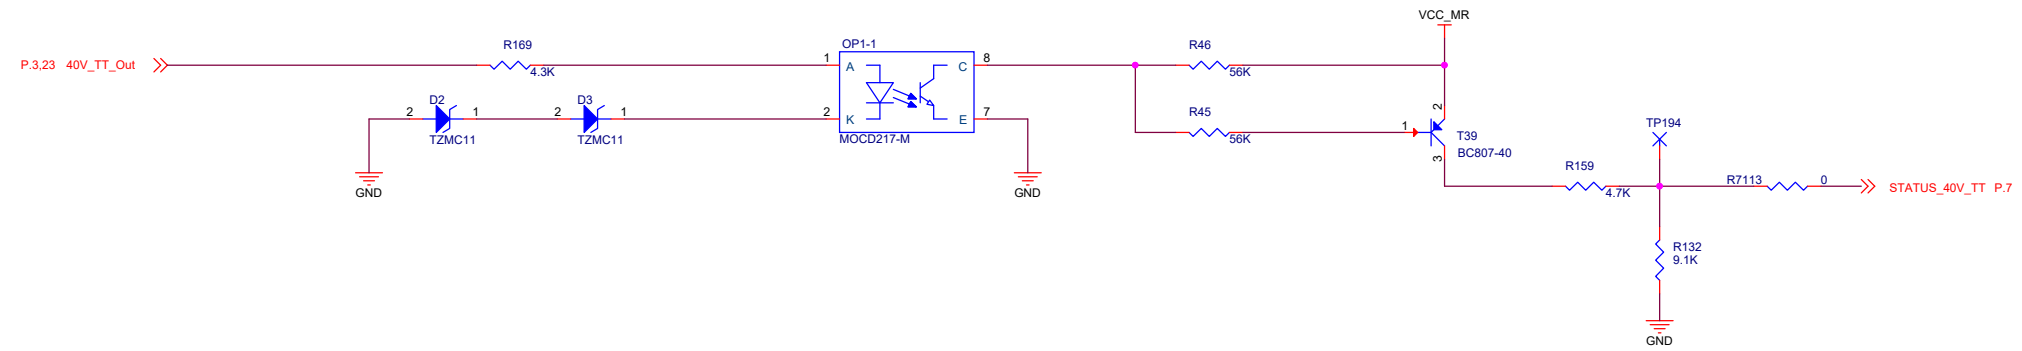 VCC_MR
R169
OP1-1
R46
P.3,23 40V_TT_Out
4.3K
1
A
C
8
56K
D2
D3
R45
2
2
1
2
1
2
K
E
7
1
TZMC11
TZMC11
MOCD217-M
56K
T39
BC807-40
3
TP194
R159
4.7K
R7113
0
STATUS_40V_TT P.7
GND
GND
R132
9.1K
GND